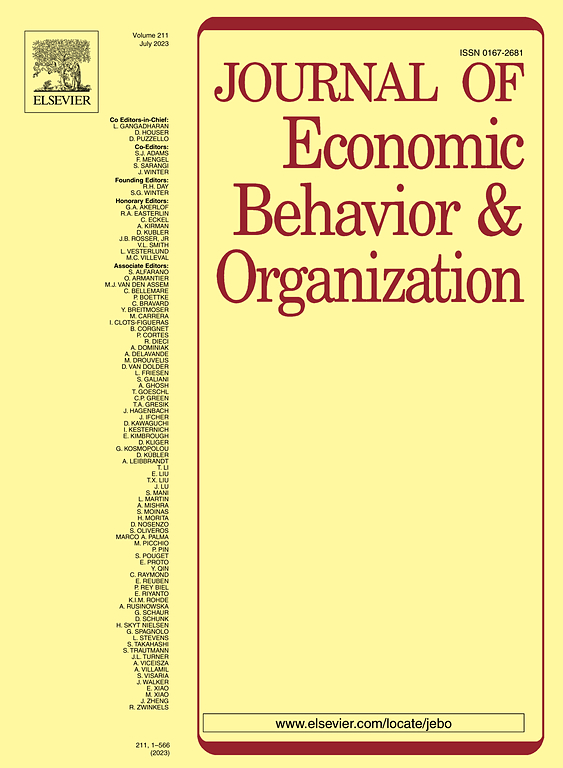 Volume 211
July 2023
ELSEVIER
Co Editors-in-Chief:
L. GANGADHARAN
D. HOUSER
D. PUZZELLO
Co-Editors:
S.J. ADAMS
F. MENGEL
S. SARANGI
J. WINTER
Founding Editors:
R.H. DAY
S.G. WINTER
Honorary Editors:
G.A. AKERLOF
R.A. EASTERLIN
C. ECKEL
A. KIRMAN
D. KUBLER
J.B. ROSSER, JR
V.L. SMITH
L. VESTERLUND
M.C. VILLEVAL
Associate Editors:
S. ALFARANO
O. ARMANTIER
M.J. VAN DEN ASSEM
C. BELLEMARE
P. BOETTKE
C. BRAVARD
Y. BREITMOSER
M. CARRERA
I. CLOTS-FIGUERAS
B. CORGNET
P. CORTES
R. DIECI
A. DOMINIAK
A. DELAVANDE
M. DROUVELIS
D. VAN DOLDER
L. FRIESEN
S. GALIANI
A. GHOSH
T. GOESCHL
C.P. GREEN
T.A. GRESIK
J. HAGENBACH
J. IFCHER
D. KAWAGUCHI
I. KESTERNICH
E. KIMBROUGH
D. KLIGER
G. KOSMOPOLOU
D. KÜBLER
A. LEIBBRANDT
T. LI
E. LIU
T.X. LIU
J. LU
S. MANI
L. MARTIN
A. MISHRA
S. MOINAS
H. MORITA
D. NOSENZO
S. OLIVEROS
MARCO A. PALMA
M. PICCHIO
P. PIN
S. POUGET
E. PROTO
Y. QIN
C. RAYMOND
E. REUBEN
P. REY BIEL
E. RIYANTO
K.I.M. ROHDE
A. RUSINOWSKA
G. SCHAUR
D. SCHUNK
H. SKYT NIELSEN
G. SPAGNOLO
L. STEVENS
S. TAKAHASHI
S. TRAUTMANN
J.L. TURNER
A. VICEISZA
A. VILLAMIL
S. VISARIA
J. WALKER
E. XIAO
M. XIAO
J. ZHENG
R. ZWINKELS
211, 1–566
(2023)
ISSN 0167-2681
JOURNAL OF
Economic
Behavior &
Organization
www.elsevier.com/locate/jebo